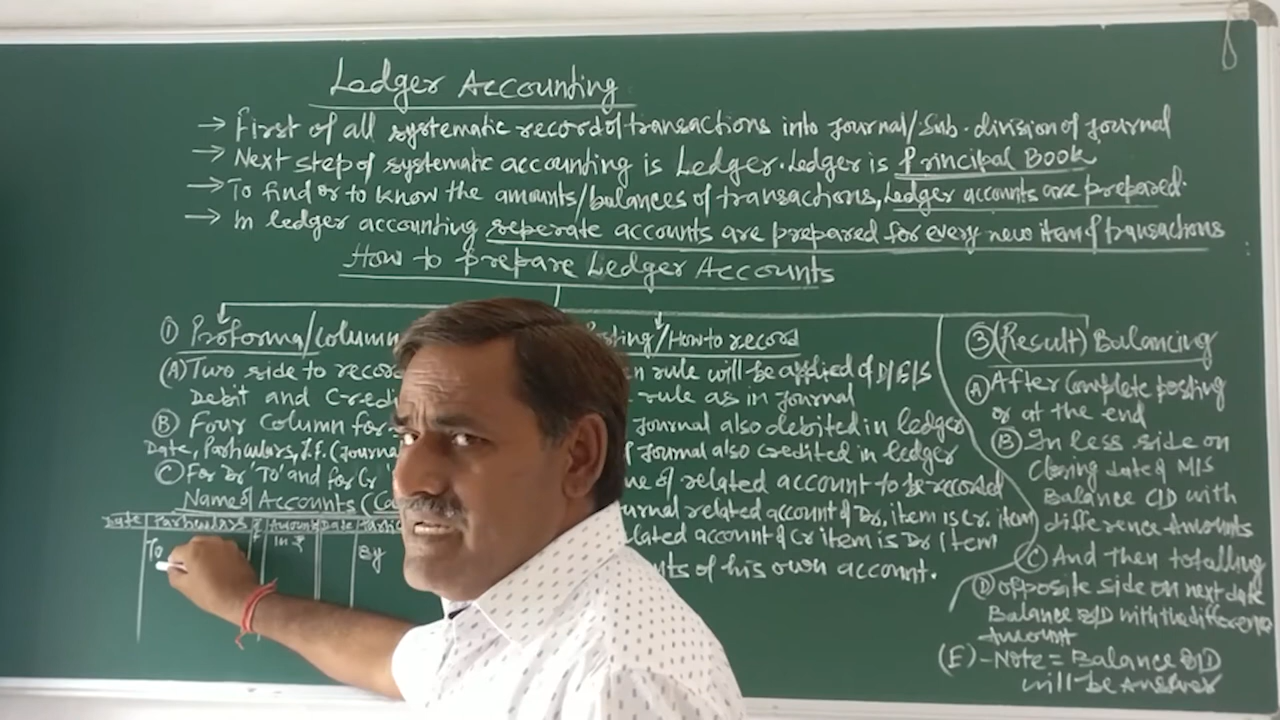 Ledger Accounting
→ First of all systematic record of transactions into Journal/Sub-division of Journal
→ Next step of systematic accounting is Ledger. Ledger is Principal Book
→ To find or to know the amounts/balances of transactions, Ledger accounts are prepared.
→ In ledger accounting seperate accounts are prepared for every new item of transactions
How to prepare Ledger Accounts
① Proforma/Column
(A) Two side to
Debit and
Ⓑ Four Column for
Date, Particulars, J.f.
Ⓒ For Dr 'To' and for Cr
Name of Accounts
Date Particulars Amount Date
In ₹
To By
/How to record
rule will be applied of D/E/S
rule as in Journal
Journal also debited in ledger
Journal also credited in ledger
of related account to be recorded
related account of Dr. item is Cr. item
account of Cr item is Dr item
of his own account.
③ (Result) Balancing
Ⓐ After Complete posting
or at the end
Ⓑ In less side on
Closing date of M/S
Balance C/D with
difference Amounts
Ⓒ And then totalling
Ⓓ opposite side on next date
Balance B/D with the difference
Amount
(E) - Note = Balance B/D
will be Answer